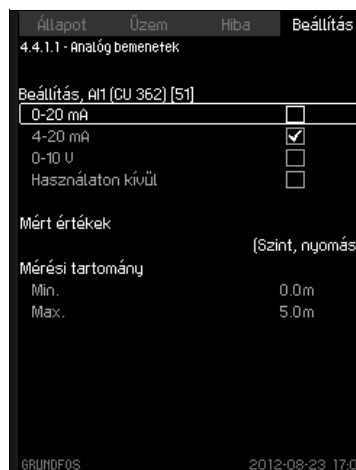 Állapot Üzem Hiba Beállítás
4.4.1.1 - Analóg bemenetek
Beállítás, AI1 (CU 362) [51]
0-20 mA
4-20 mA
0-10 V
Használaton kívül
Mért értékek
(Szint, nyomás
Mérési tartomány
Min. 0.0m
Max. 5.0m
GRUNDFOS 2012-08-23 17:0